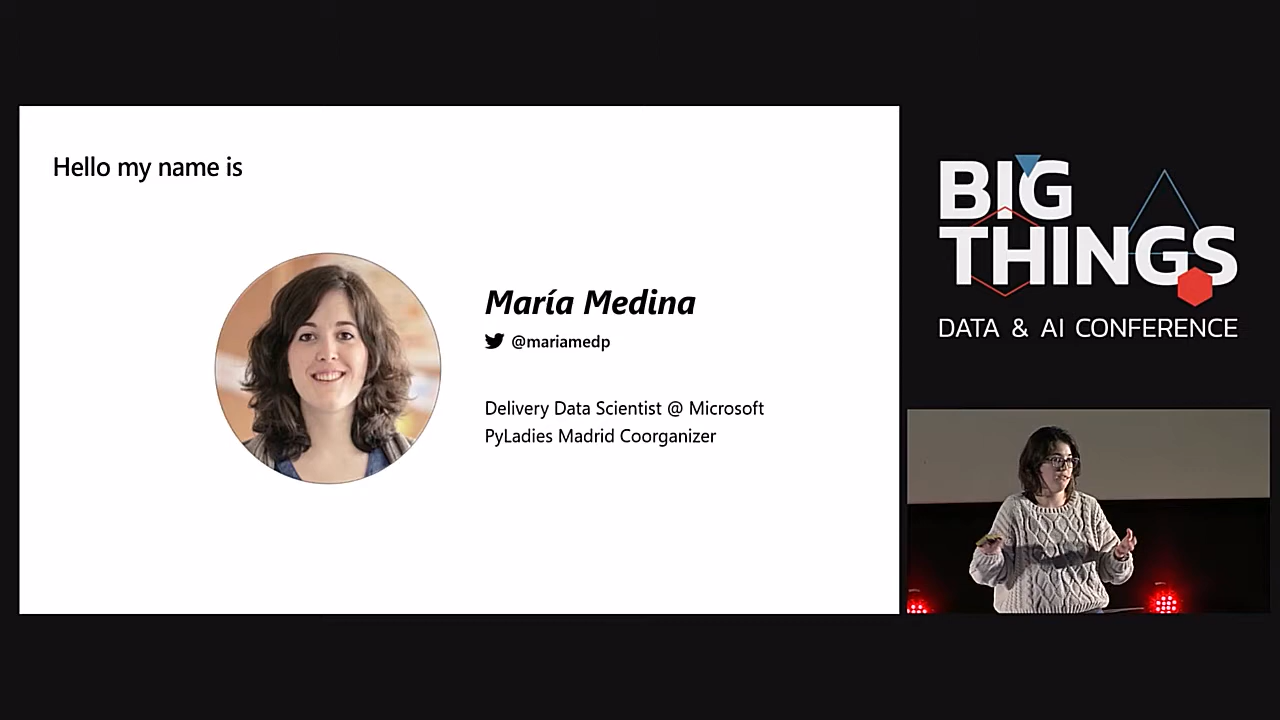 Hello my name is
María Medina
@mariamedp
Delivery Data Scientist @ Microsoft
PyLadies Madrid Coorganizer
BIG
THINGS
DATA & AI CONFERENCE